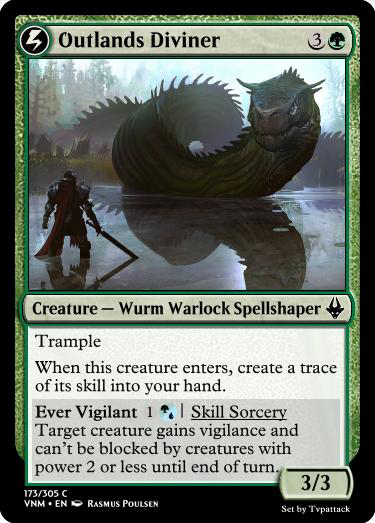 Outlands Diviner 3
Creature — Wurm Warlock Spellshaper
Trample
When this creature enters, create a trace
of its skill into your hand.
Ever Vigilant 1 | Skill Sorcery
Target creature gains vigilance and
can't be blocked by creatures with
power 2 or less until end of turn.
3/3
173/305 C
VNM • EN Rasmus Poulsen
Set by Tvpattack